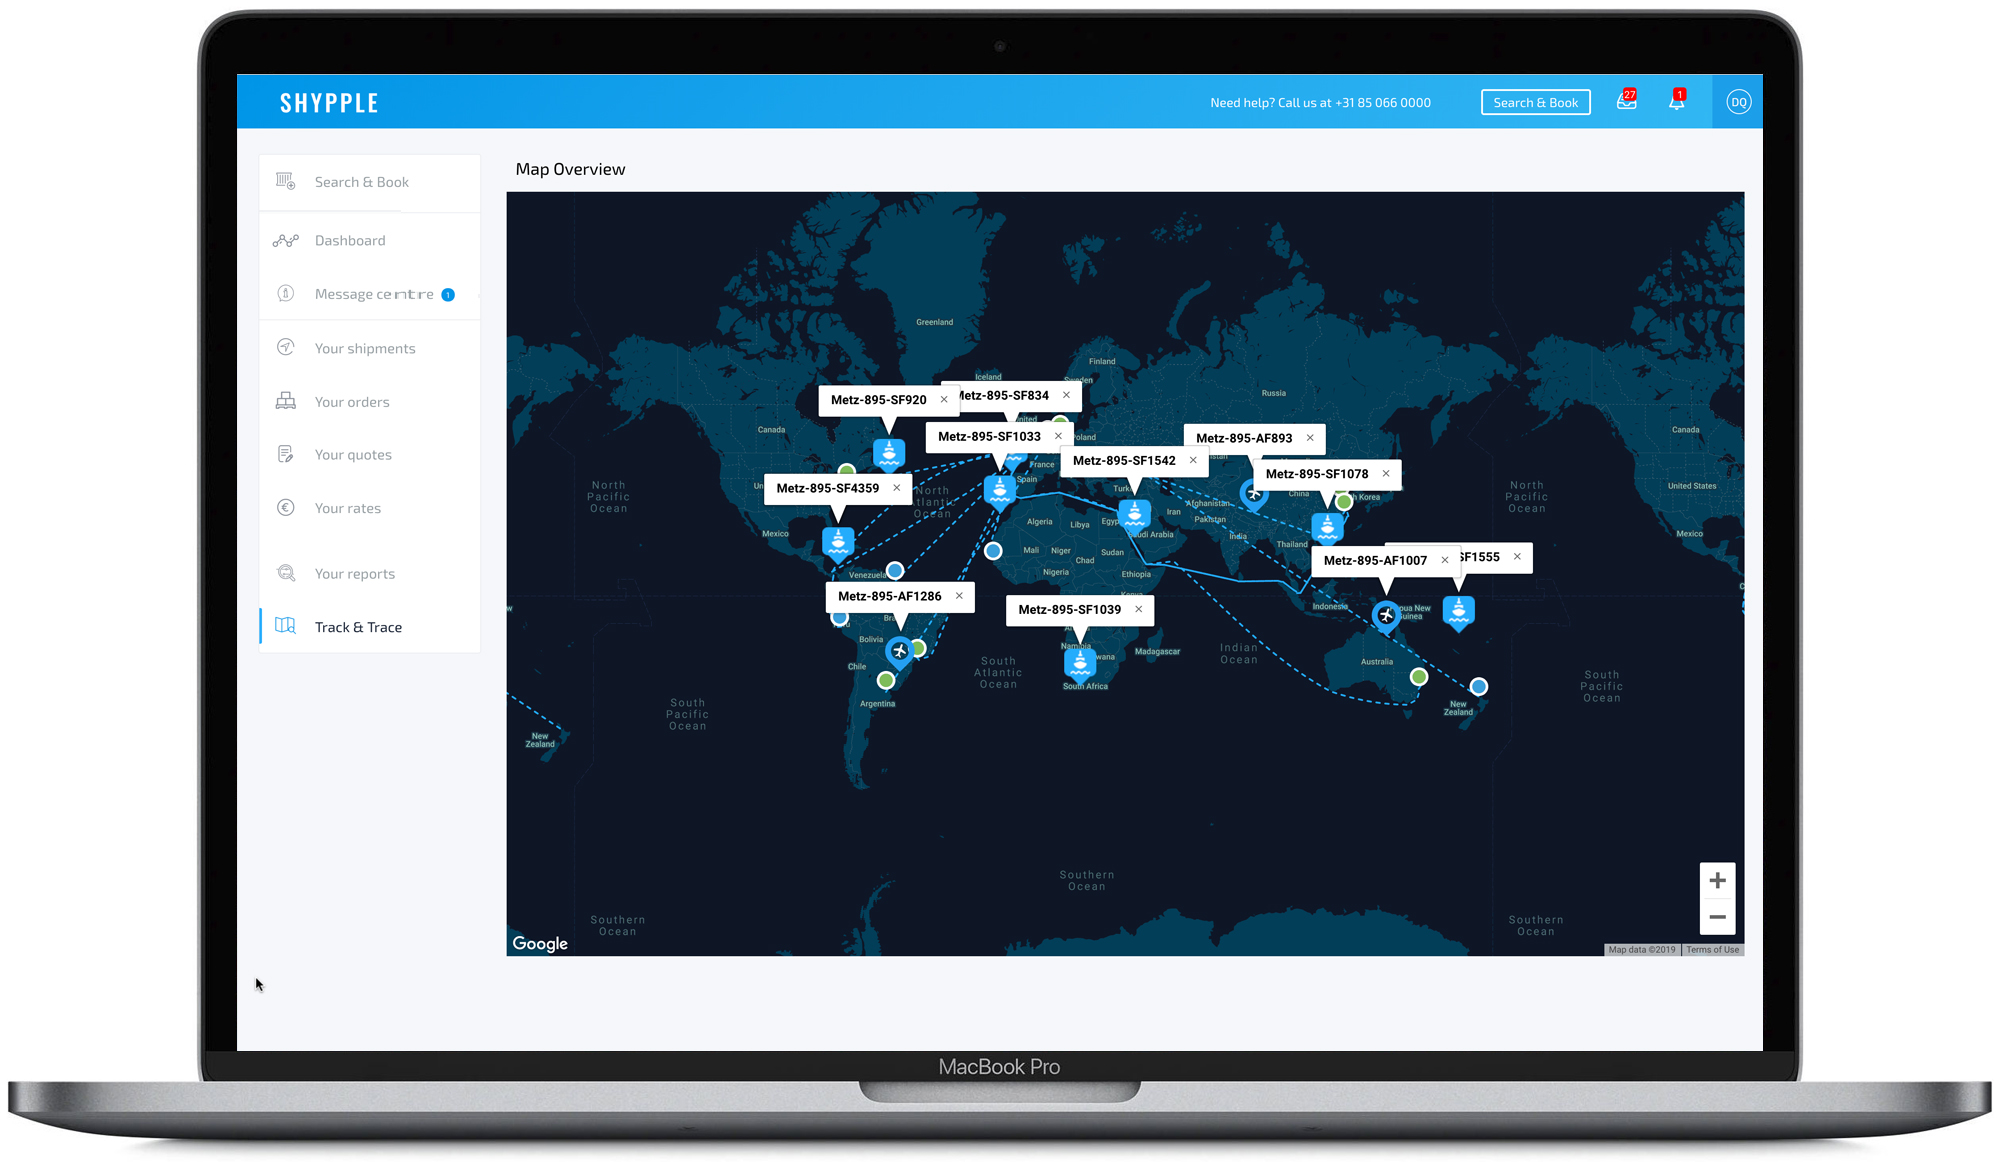 SHYPPLE
Need help? Call us at +31 85 066 0000
Search & Book
27
1
DQ
Search & Book
Dashboard
Message centre
1
Your shipments
Your orders
Your quotes
Your rates
Your reports
Track & Trace
Map Overview
Greenland
Iceland
Finland
Sweden
Russia
Canada
Canada
Metz-895-SF920 ×
Metz-895-SF834 ×
Metz-895-SF1033 ×
Poland
Metz-895-AF893 ×
Metz-895-SF1542 ×
France
Spain
Metz-895-SF1078 ×
Metz-895-SF4359 ×
North
Atlantic
Ocean
North
Pacific
Ocean
North
Pacific
Ocean
United States
China
Afghanistan
Iran
Pakistan
India
Algeria
Libya
Saudi Arabia
Mexico
Mexico
Thailand
Mali
Niger
Chad
Sudan
Nigeria
Ethiopia
Venezuela
Metz-895-AF1007 ×
SF1555 ×
Metz-895-AF1286 ×
Metz-895-SF1039 ×
Indonesia
Papua New
Guinea
Bolivia
Chile
Argentina
Namibia
Madagascar
South Africa
Australia
South
Atlantic
Ocean
Indian
Ocean
South
Pacific
Ocean
South
Pacific
Ocean
New
Zealand
New
Zealand
Southern
Ocean
Southern
Ocean
Southern
Ocean
+
−
Google
Map data ©2019
Terms of Use
MacBook Pro